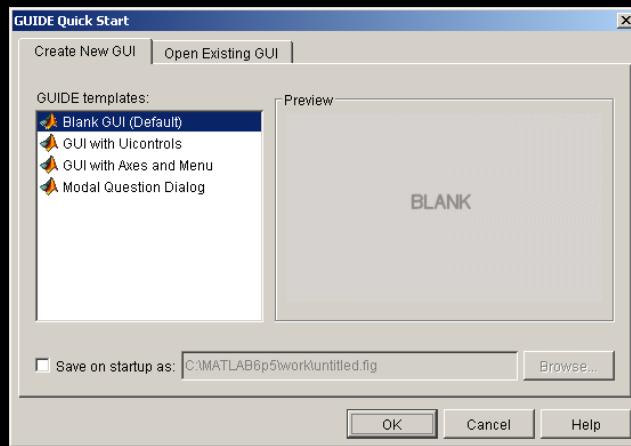 GUIDE Quick Start
Create New GUI
Open Existing GUI
GUIDE templates:
Blank GUI (Default)
GUI with Uicontrols
GUI with Axes and Menu
Modal Question Dialog
Preview
BLANK
Save on startup as: C:\MATLAB6p5\work\untitled.fig Browse...
OK Cancel Help